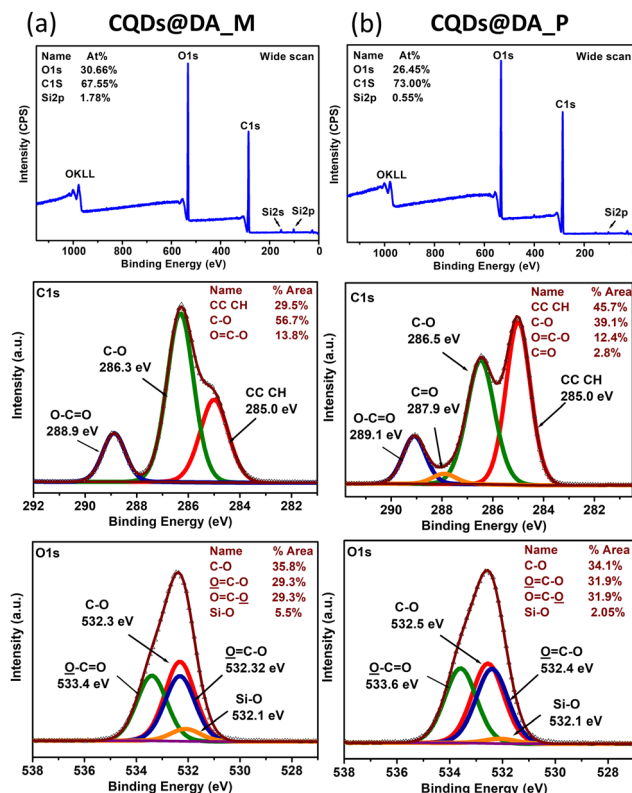 (a) CQDs@DA_M
Name At%
O1s 30.66%
C1S 67.55%
Si2p 1.78%
O1s
Wide scan
C1s
OKLL
Si2s
Si2p
Intensity (CPS)
1000 800 600 400 200 0
Binding Energy (eV)
(b) CQDs@DA_P
Name At%
O1s 26.45%
C1S 73.00%
Si2p 0.55%
O1s
Wide scan
C1s
OKLL
Si2p
Intensity (CPS)
1000 800 600 400 200 0
Binding Energy (eV)
C1s
Name % Area
CC CH 29.5%
C-O 56.7%
O=C-O 13.8%
C-O
286.3 eV
CC CH
285.0 eV
O-C=O
288.9 eV
Intensity (a.u.)
292 290 288 286 284 282
Binding Energy (eV)
C1s
Name % Area
CC CH 45.7%
C-O 39.1%
O=C-O 12.4%
C=O 2.8%
C-O
286.5 eV
C=O
287.9 eV
O-C=O
289.1 eV
CC CH
285.0 eV
Intensity (a.u.)
290 288 286 284 282
Binding Energy (eV)
O1s
Name % Area
C-O 35.8%
O=C-O 29.3%
O=C-O 29.3%
Si-O 5.5%
C-O
532.3 eV
O=C-O
532.32 eV
O-C=O
533.4 eV
Si-O
532.1 eV
Intensity (a.u.)
538 536 534 532 530 528
Binding Energy (eV)
O1s
Name % Area
C-O 34.1%
O=C-O 31.9%
O=C-O 31.9%
Si-O 2.05%
C-O
532.5 eV
O=C-O
532.4 eV
O-C=O
533.6 eV
Si-O
532.1 eV
Intensity (a.u.)
538 536 534 532 530 528
Binding Energy (eV)